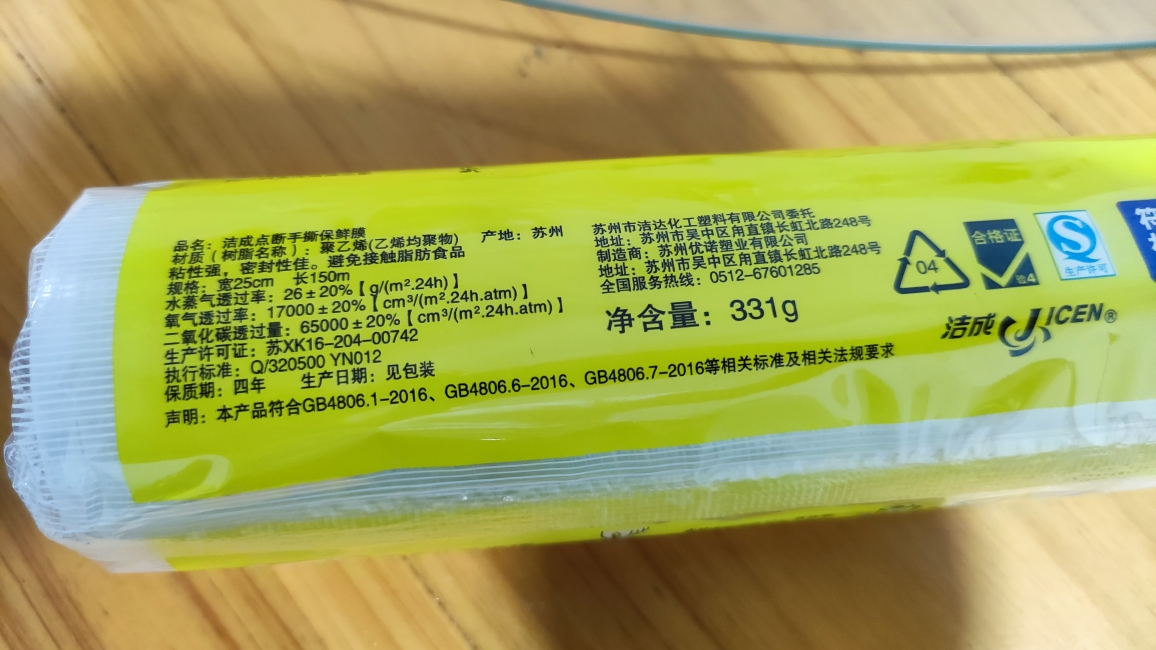 品名：洁成点断手撕保鲜膜
材质（树脂名称）：聚乙烯(乙烯均聚物)  产地：苏州
粘性强，密封性佳。避免接触脂肪食品
规格：宽25cm  长150m
水蒸气透过率：26±20%【g/(m².24h)】
氧气透过率：17000±20%【cm³/(m².24h.atm)】
二氧化碳透过量：65000±20%【cm³/(m².24h.atm)】
生产许可证：苏XK16-204-00742
执行标准：Q/320500 YN012
保质期：四年  生产日期：见包装
声明：本产品符合GB4806.1-2016、GB4806.6-2016、GB4806.7-2016等相关标准及相关法规要求
苏州市洁达化工塑料有限公司委托
地址：苏州市吴中区甪直镇长虹北路248号
制造商：苏州优诺塑业有限公司
地址：苏州市吴中区甪直镇长虹北路248号
全国服务热线：0512-67601285
净含量：331g
04
合格证
检4
生产许可
洁成 JICEN®
符